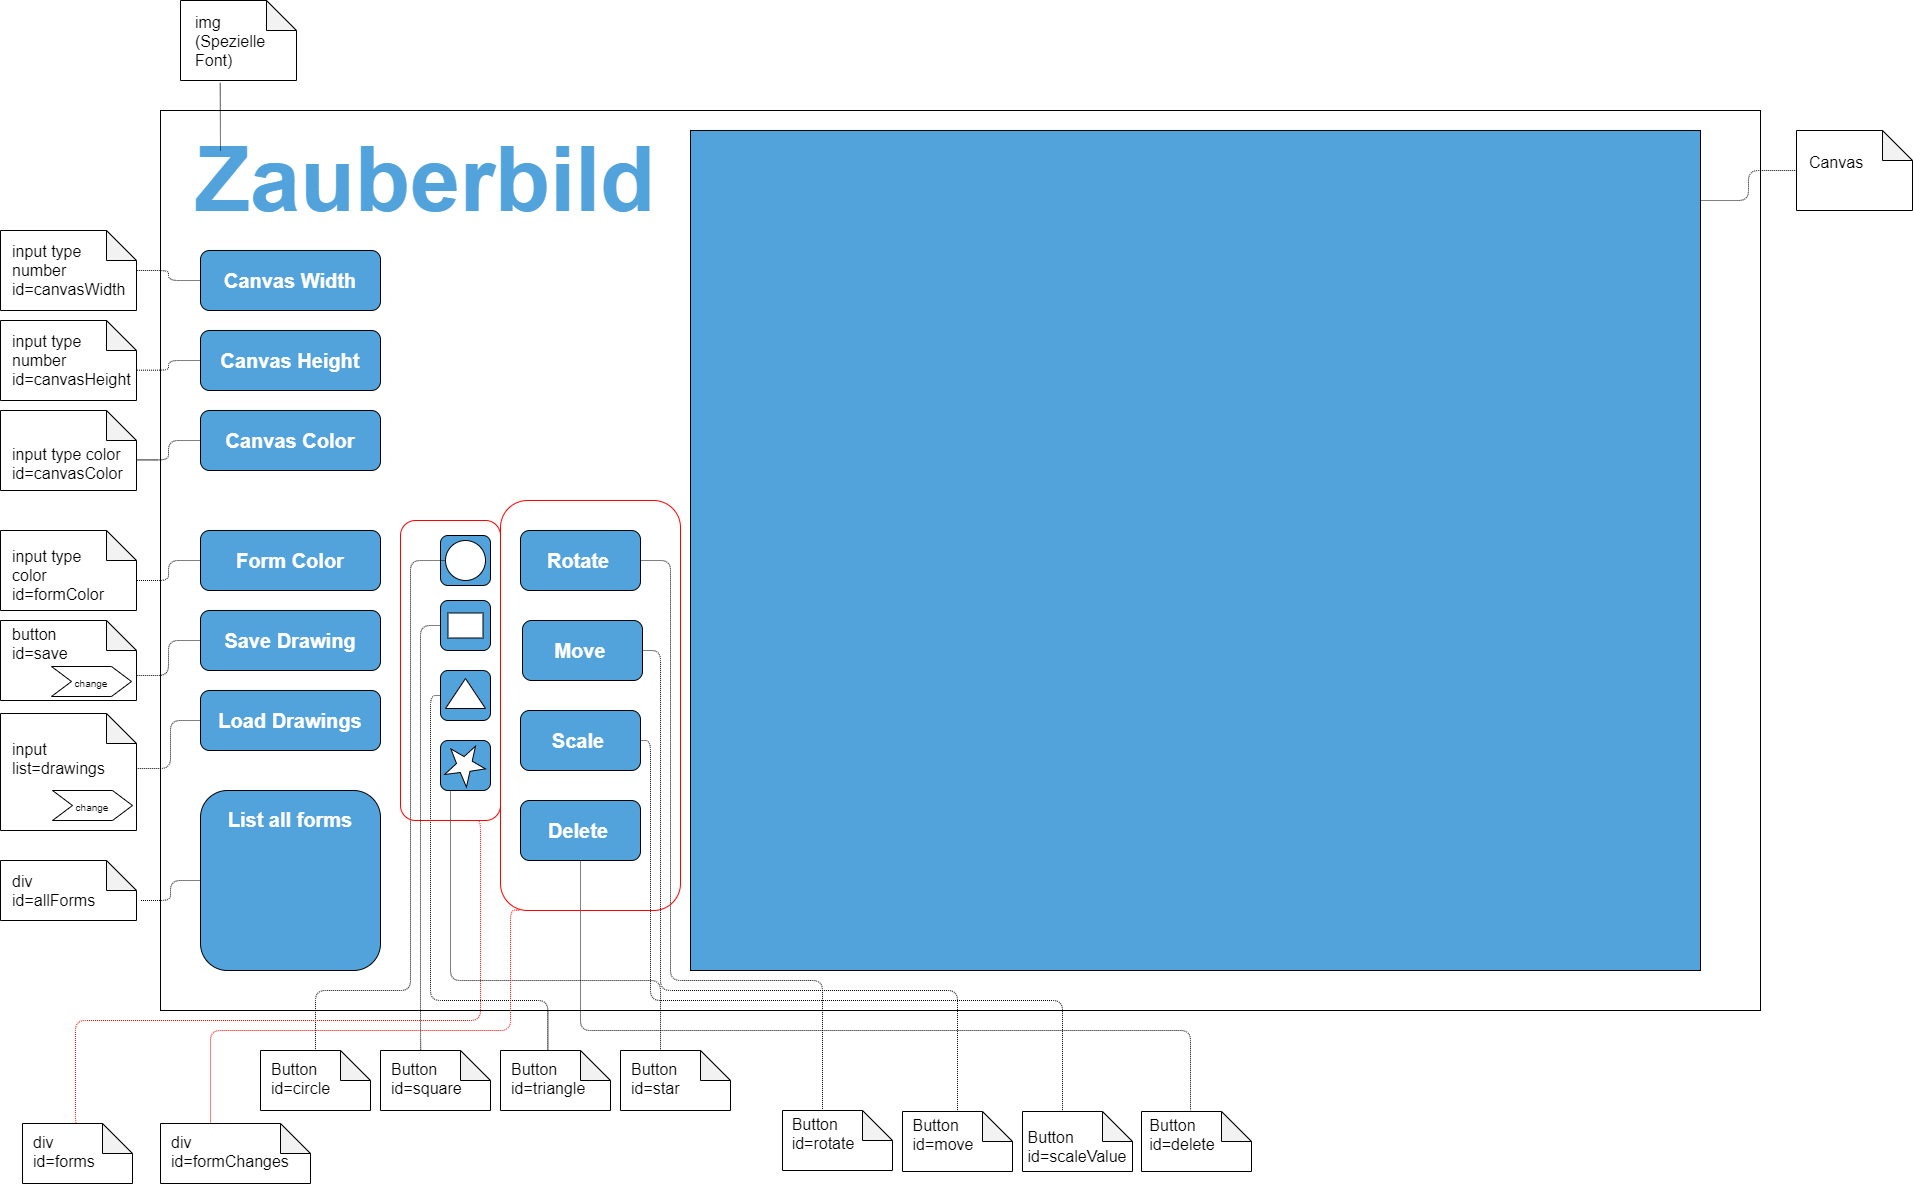 img
(Spezielle
Font)
Zauberbild
Canvas
input type
number
id=canvasWidth
Canvas Width
input type
number
id=canvasHeight
Canvas Height
input type color
id=canvasColor
Canvas Color
input type
color
id=formColor
Form Color
button
id=save
change
Save Drawing
input
list=drawings
change
Load Drawings
div
id=allForms
List all forms
Rotate
Move
Scale
Delete
Button
id=circle
Button
id=square
Button
id=triangle
Button
id=star
div
id=forms
div
id=formChanges
Button
id=rotate
Button
id=move
Button
id=scaleValue
Button
id=delete